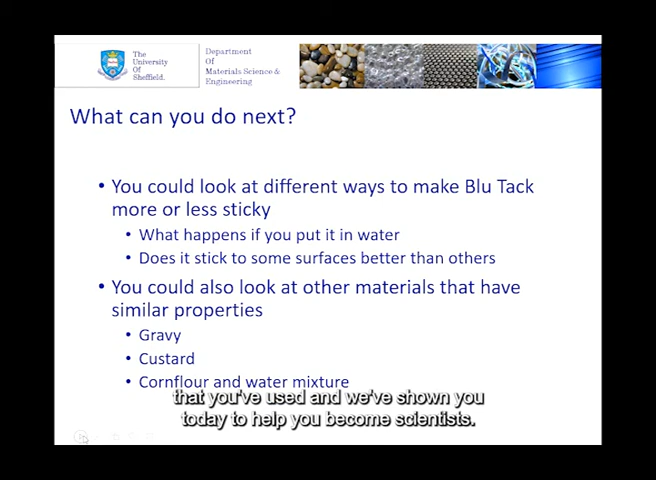 The
University
Of
Sheffield.
Department
Of
Materials Science &
Engineering
What can you do next?
• You could look at different ways to make Blu Tack
more or less sticky
• What happens if you put it in water
• Does it stick to some surfaces better than others
• You could also look at other materials that have
similar properties
• Gravy
• Custard
• Cornflour and water mixture
that you've used and we've shown you
today to help you become scientists.